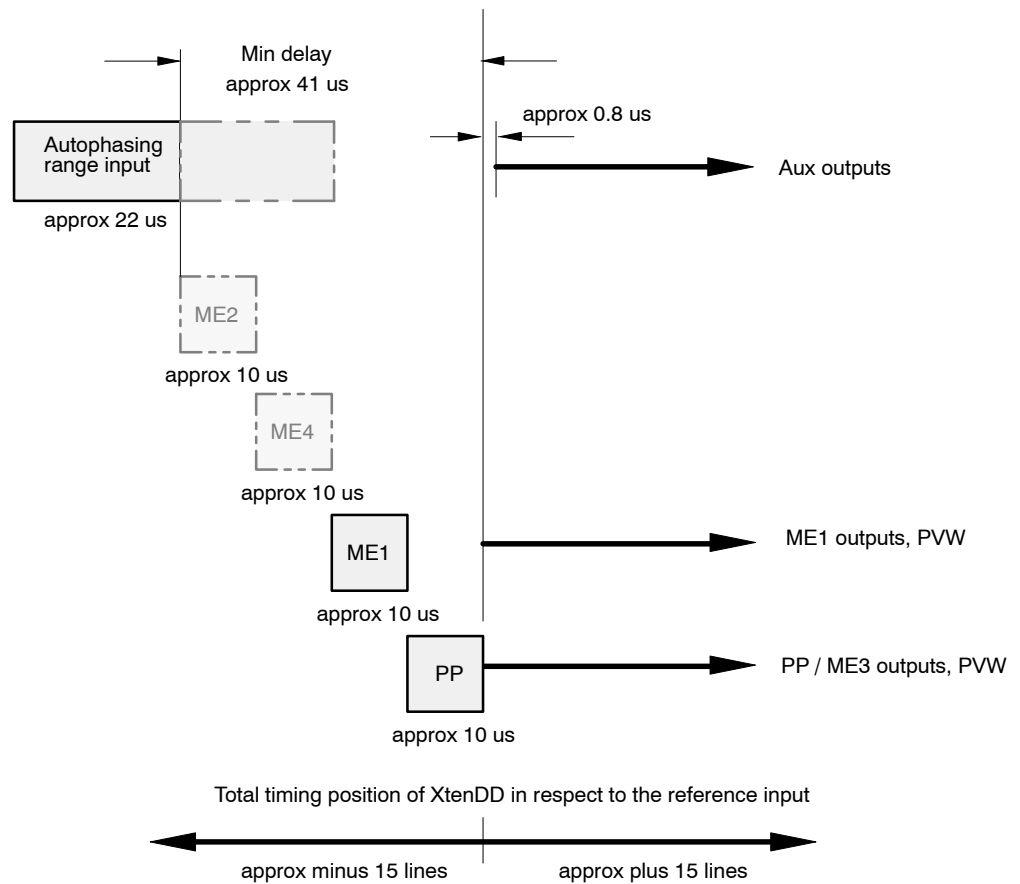 Min delay
approx 41 us
approx 0.8 us
Autophasing
range input
Aux outputs
approx 22 us
ME2
approx 10 us
ME4
approx 10 us
ME1
ME1 outputs, PVW
approx 10 us
PP
PP / ME3 outputs, PVW
approx 10 us
Total timing position of XtenDD in respect to the reference input
approx minus 15 lines
approx plus 15 lines